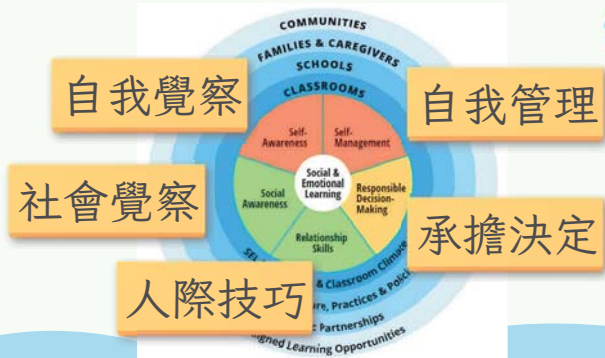 COMMUNITIES
FAMILIES & CAREGIVERS
SCHOOLS
CLASSROOMS
自我覺察
自我管理
Self-
Awareness
Self-
Management
Social &
Emotional
Learning
社會覺察
Social
Awareness
Responsible
Decision-
Making
承擔決定
Relationship
Skills
人際技巧
& Classroom Climate
Practices &
Partnerships
Learning Opportunities